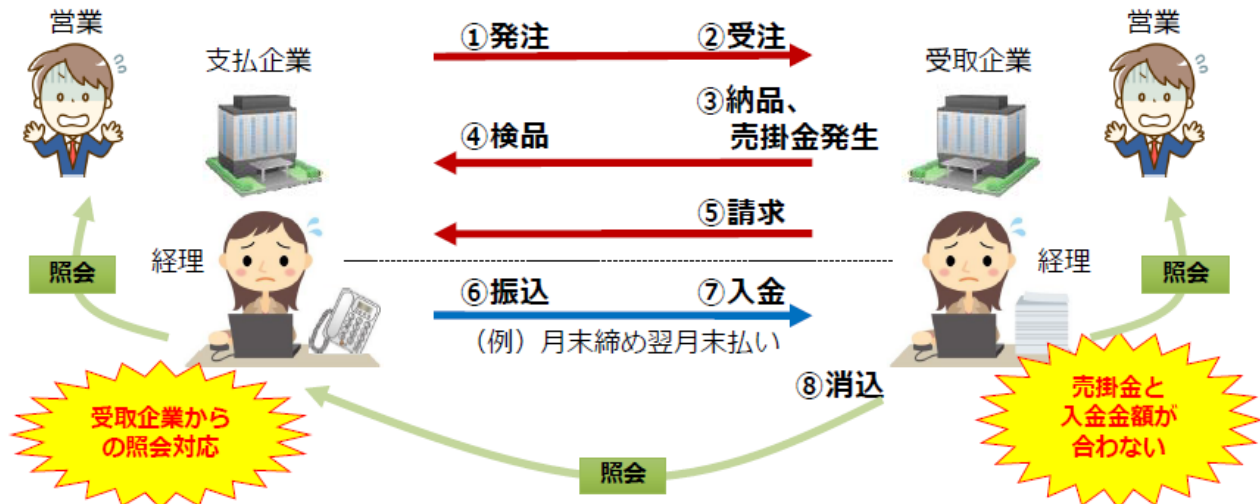 営業
営業
支払企業
①発注
②受注
受取企業
④検品
③納品、
売掛金発生
⑤請求
経理
経理
照会
照会
⑥振込
⑦入金
（例）月末締め翌月末払い
⑧消込
受取企業から
の照会対応
売掛金と
入金金額が
合わない
照会